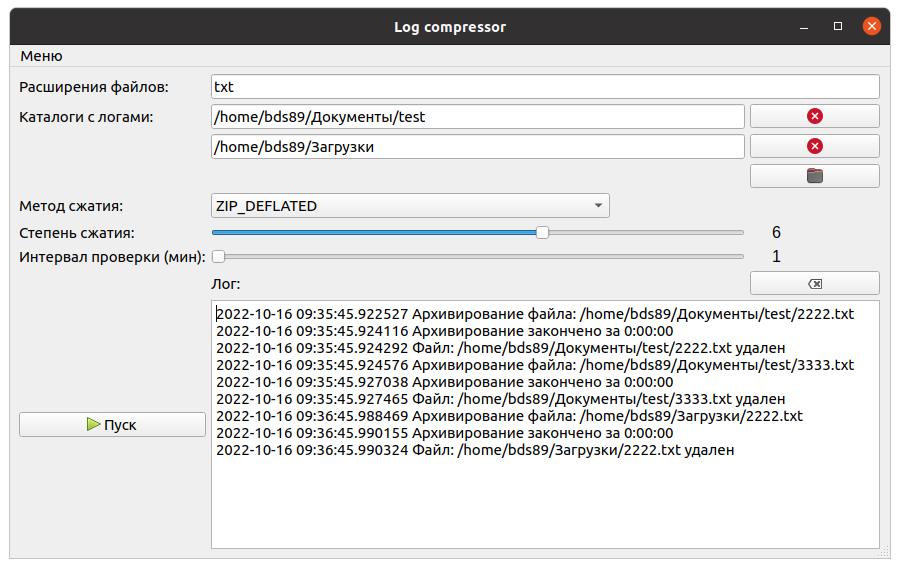 Log compressor
Меню
Расширения файлов: txt
Каталоги с логами: /home/bds89/Документы/test
/home/bds89/Загрузки
Метод сжатия: ZIP_DEFLATED
Степень сжатия: 6
Интервал проверки (мин): 1
Лог:
2022-10-16 09:35:45.922527 Архивирование файла: /home/bds89/Документы/test/2222.txt
2022-10-16 09:35:45.924116 Архивирование закончено за 0:00:00
2022-10-16 09:35:45.924292 Файл: /home/bds89/Документы/test/2222.txt удален
2022-10-16 09:35:45.924576 Архивирование файла: /home/bds89/Документы/test/3333.txt
2022-10-16 09:35:45.927038 Архивирование закончено за 0:00:00
2022-10-16 09:35:45.927465 Файл: /home/bds89/Документы/test/3333.txt удален
2022-10-16 09:36:45.988469 Архивирование файла: /home/bds89/Загрузки/2222.txt
2022-10-16 09:36:45.990155 Архивирование закончено за 0:00:00
2022-10-16 09:36:45.990324 Файл: /home/bds89/Загрузки/2222.txt удален
Пуск